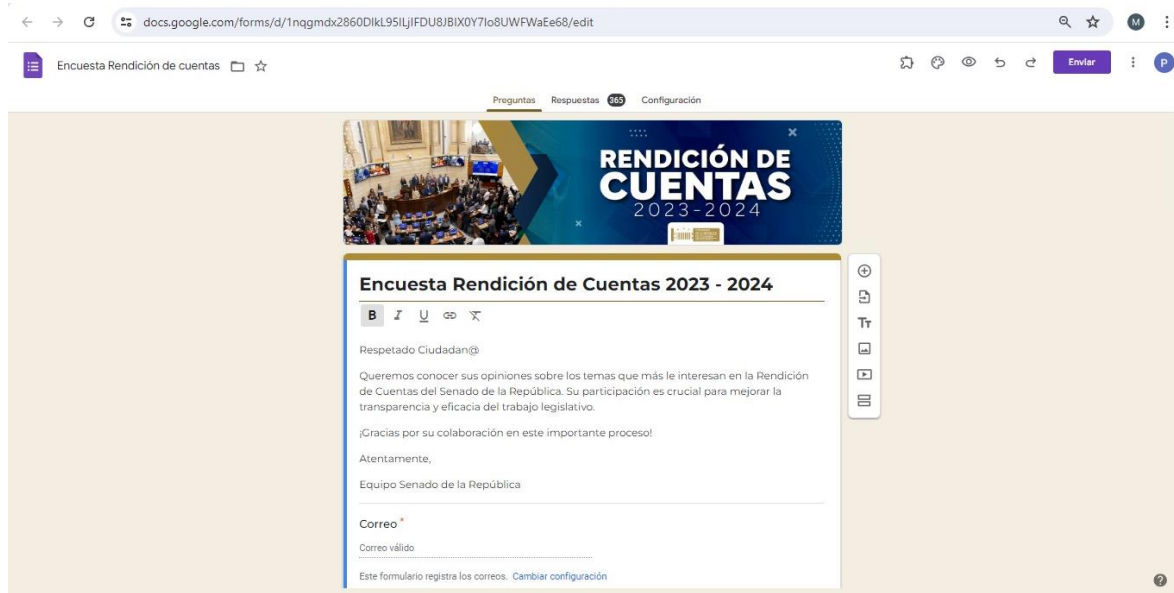 docs.google.com/forms/d/1nqgmdx2860DIkL95ILjIFDU8JBIX0Y7Io8UWFWaEe68/edit
M
Encuesta Rendición de cuentas
Enviar
P
Preguntas Respuestas 365 Configuración
RENDICIÓN DE
CUENTAS
2023-2024
Encuesta Rendición de Cuentas 2023 - 2024
B I U
Respetado Ciudadan@
Queremos conocer sus opiniones sobre los temas que más le interesan en la Rendición
de Cuentas del Senado de la República. Su participación es crucial para mejorar la
transparencia y eficacia del trabajo legislativo.
¡Gracias por su colaboración en este importante proceso!
Atentamente,
Equipo Senado de la República
Correo *
Correo válido
Este formulario registra los correos. Cambiar configuración